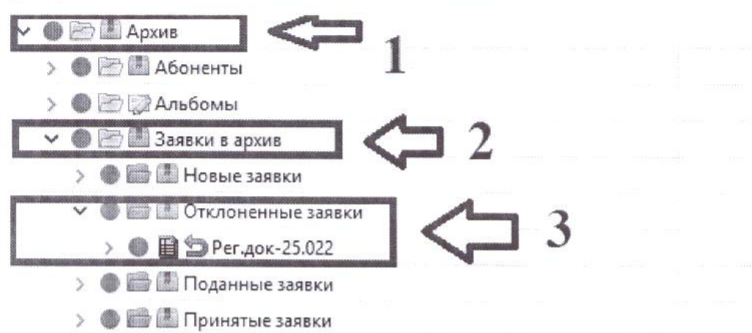 Архив
1
Абоненты
Альбомы
Заявки в архив
2
Новые заявки
Отклоненные заявки
3
Рег.док-25.022
Поданные заявки
Принятые заявки